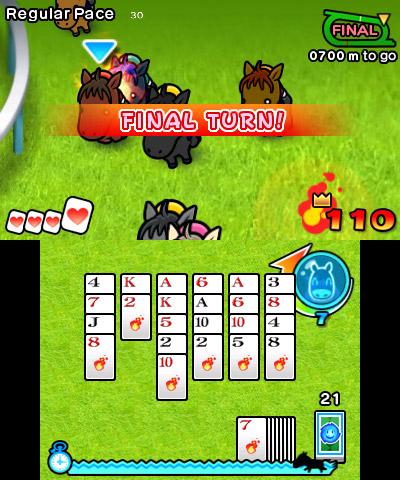 Regular Pace 30
FINAL
0700 m to go
FINAL TURN!
110
4 K A 6 A 3
7 2 K A 6 8
J 5 10 10 4
8 2 2 5 8
10
7
21
7